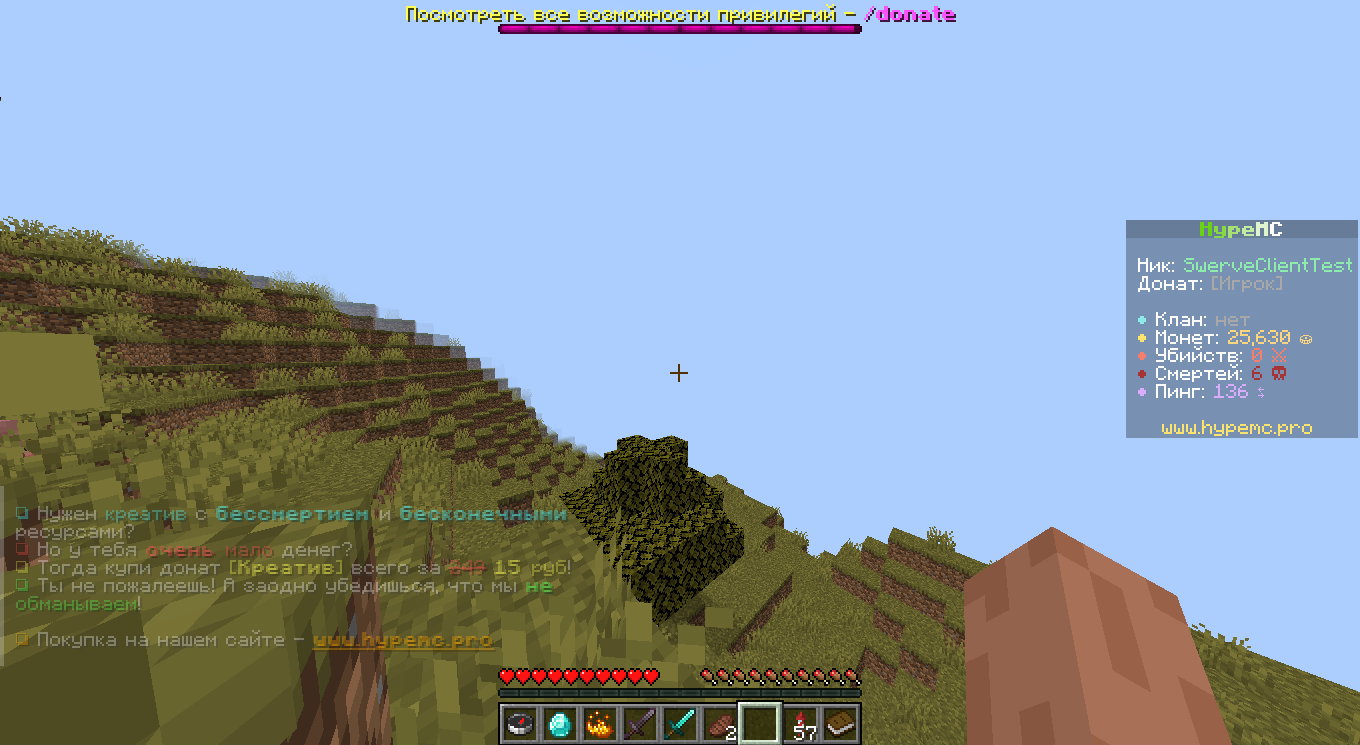 Посмотреть все возможности привилегий - /donate
HypeMC
Ник: SwerveClientTest
Донат: [Игрок]
Клан: нет
Монет: 25,630
Убийств: 0
Смертей: 6
Пинг: 136
www.hypemc.pro
Нужен креатив с бессмертием и бесконечными
ресурсами?
Но у тебя очень мало денег?
Тогда купи донат [Креатив] всего за 349 15 руб!
Ты не пожалеешь! А заодно убедишься, что мы не
обманываем!
Покупка на нашем сайте - www.hypemc.pro
2
57